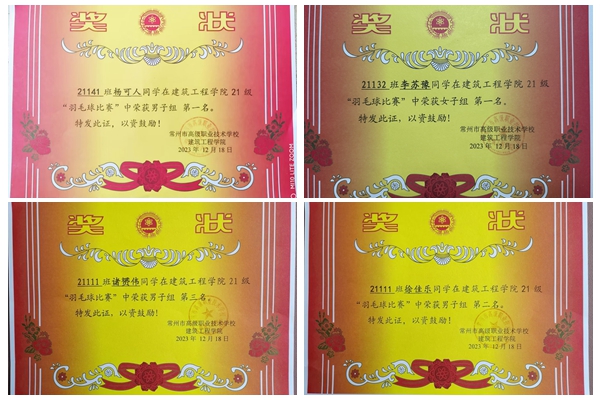 奖 状
21141班杨可人同学在建筑工程学院21级
“羽毛球比赛”中荣获男子组 第一名。
特发此证，以资鼓励！
常州市高级职业技术学校
建筑工程学院
2023年 12月 18日
MI9 LITE ZOOM
奖 状
21132班李苏豫同学在建筑工程学院21级
“羽毛球比赛”中荣获女子组 第一名。
特发此证，以资鼓励！
常州市高级职业技术学校
建筑工程学院
2023年 12月 18日
奖 状
21111班诸赟伟同学在建筑工程学院21级
“羽毛球比赛”中荣获男子组 第三名。
特发此证，以资鼓励！
常州市高级职业技术学校
建筑工程学院
2023年 12月 18日
奖 状
21111班徐佳乐同学在建筑工程学院21级
“羽毛球比赛”中荣获男子组 第二名。
特发此证，以资鼓励！
常州市高级职业技术学校
建筑工程学院
2023年 12月 18日